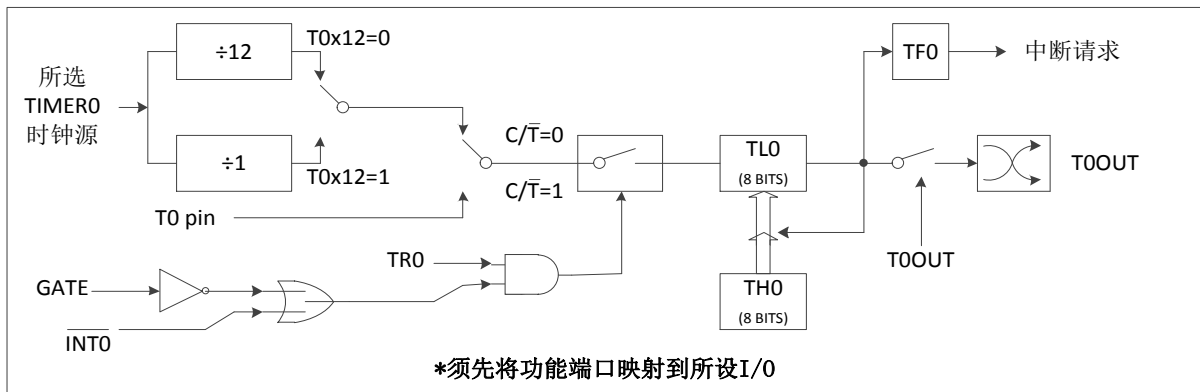 ÷12
T0x12=0
所选
TIMER0
时钟源
÷1
T0x12=1
T0 pin
C/T̅=0
C/T̅=1
TL0
(8 BITS)
TF0
中断请求
T0OUT
T0OUT
TR0
GATE
I̅N̅T̅0̅
TH0
(8 BITS)
*须先将功能端口映射到所设I/0